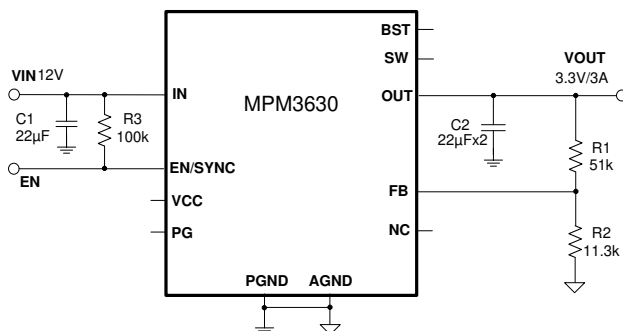 BST
SW
VIN 12V
VOUT
3.3V/3A
IN
MPM3630
OUT
C1
22µF
R3
100k
C2
22µFx2
R1
51k
EN/SYNC
EN
FB
VCC
PG
NC
R2
11.3k
PGND
AGND